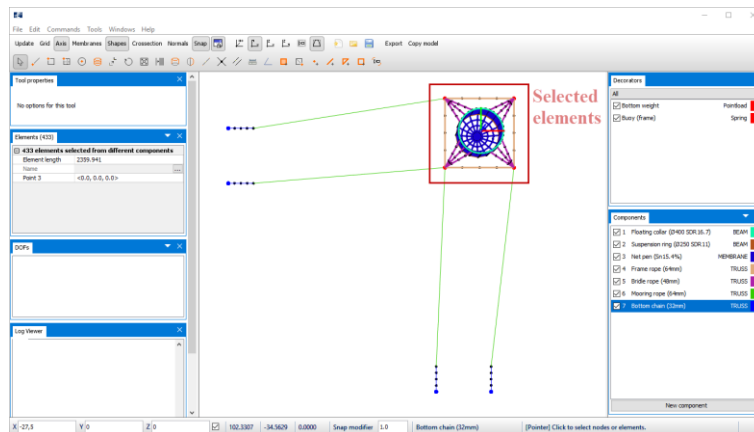 File Edit Commands Tools Windows Help
Update Grid Axis Membranes Shapes Crossection Normals Snap Export Copy model
Tool properties
No options for this tool
Elements (433)
433 elements selected from different components
Element length 2359.941
Name
Point 3 <0.0, 0.0, 0.0>
DOFs
Log Viewer
Selected
elements
Decorators
All
Bottom weight Pointload
Buoy (frame) Spring
Components
1 Floating collar (Ø400 SDR16.7) BEAM
2 Suspension ring (Ø250 SDR11) BEAM
3 Net pen (Sn15.4%) MEMBRANE
4 Frame rope (64mm) TRUSS
5 Bridle rope (48mm) TRUSS
6 Mooring rope (64mm) TRUSS
7 Bottom chain (32mm) TRUSS
New component
X -27,5 Y 0 Z 0 102.3307 -34.5629 0.0000 Snap modifier 1.0 Bottom chain (32mm) [Pointer] Click to select nodes or elements.